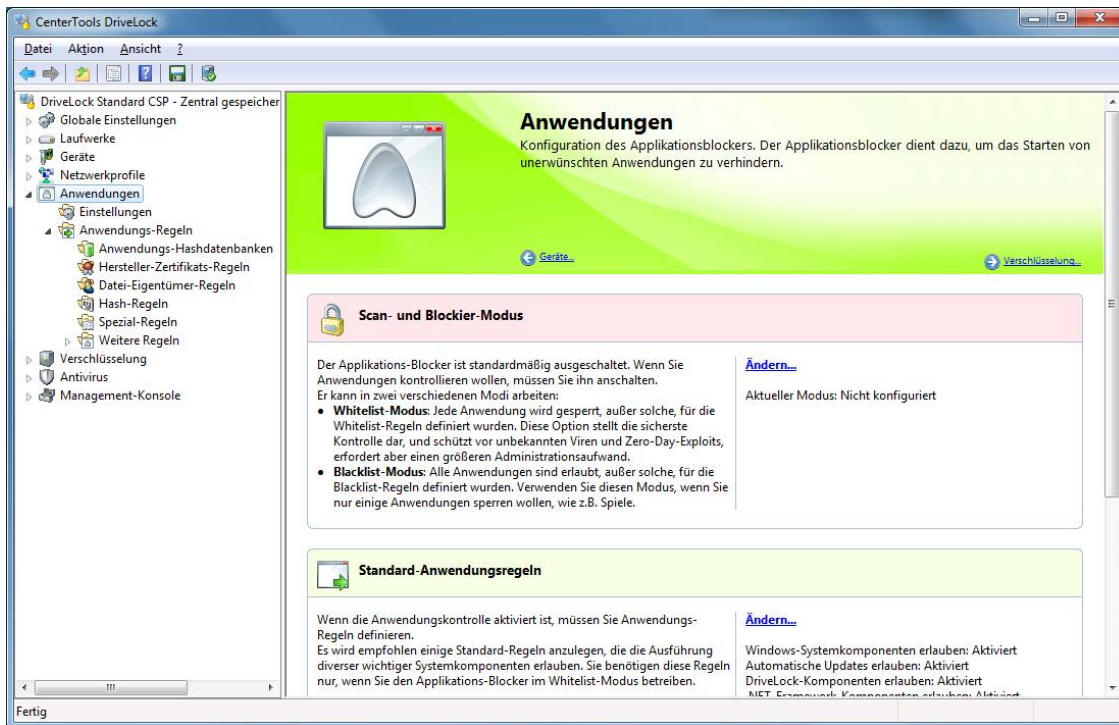 CenterTools DriveLock
Datei Aktion Ansicht ?
DriveLock Standard CSP - Zentral gespeicher
Globale Einstellungen
Laufwerke
Geräte
Netzwerkprofile
Anwendungen
Einstellungen
Anwendungs-Regeln
Anwendungs-Hashdatenbanken
Hersteller-Zertifikats-Regeln
Datei-Eigentümer-Regeln
Hash-Regeln
Spezial-Regeln
Weitere Regeln
Verschlüsselung
Antivirus
Management-Konsole
Anwendungen
Konfiguration des Applikationsblockers. Der Applikationsblocker dient dazu, um das Starten von
unerwünschten Anwendungen zu verhindern.
Geräte...
Verschlüsselung...
Scan- und Blockier-Modus
Der Applikations-Blocker ist standardmäßig ausgeschaltet. Wenn Sie
Anwendungen kontrollieren wollen, müssen Sie ihn anschalten.
Er kann in zwei verschiedenen Modi arbeiten:
● Whitelist-Modus: Jede Anwendung wird gesperrt, außer solche, für die
Whitelist-Regeln definiert wurden. Diese Option stellt die sicherste
Kontrolle dar, und schützt vor unbekannten Viren und Zero-Day-Exploits,
erfordert aber einen größeren Administrationsaufwand.
● Blacklist-Modus: Alle Anwendungen sind erlaubt, außer solche, für die
Blacklist-Regeln definiert wurden. Verwenden Sie diesen Modus, wenn Sie
nur einige Anwendungen sperren wollen, wie z.B. Spiele.
Ändern...
Aktueller Modus: Nicht konfiguriert
Standard-Anwendungsregeln
Wenn die Anwendungskontrolle aktiviert ist, müssen Sie Anwendungs-
Regeln definieren.
Es wird empfohlen einige Standard-Regeln anzulegen, die die Ausführung
diverser wichtiger Systemkomponenten erlauben. Sie benötigen diese Regeln
nur, wenn Sie den Applikations-Blocker im Whitelist-Modus betreiben.
Ändern...
Windows-Systemkomponenten erlauben: Aktiviert
Automatische Updates erlauben: Aktiviert
DriveLock-Komponenten erlauben: Aktiviert
.NET-Framework-Komponenten erlauben: Aktiviert
Fertig